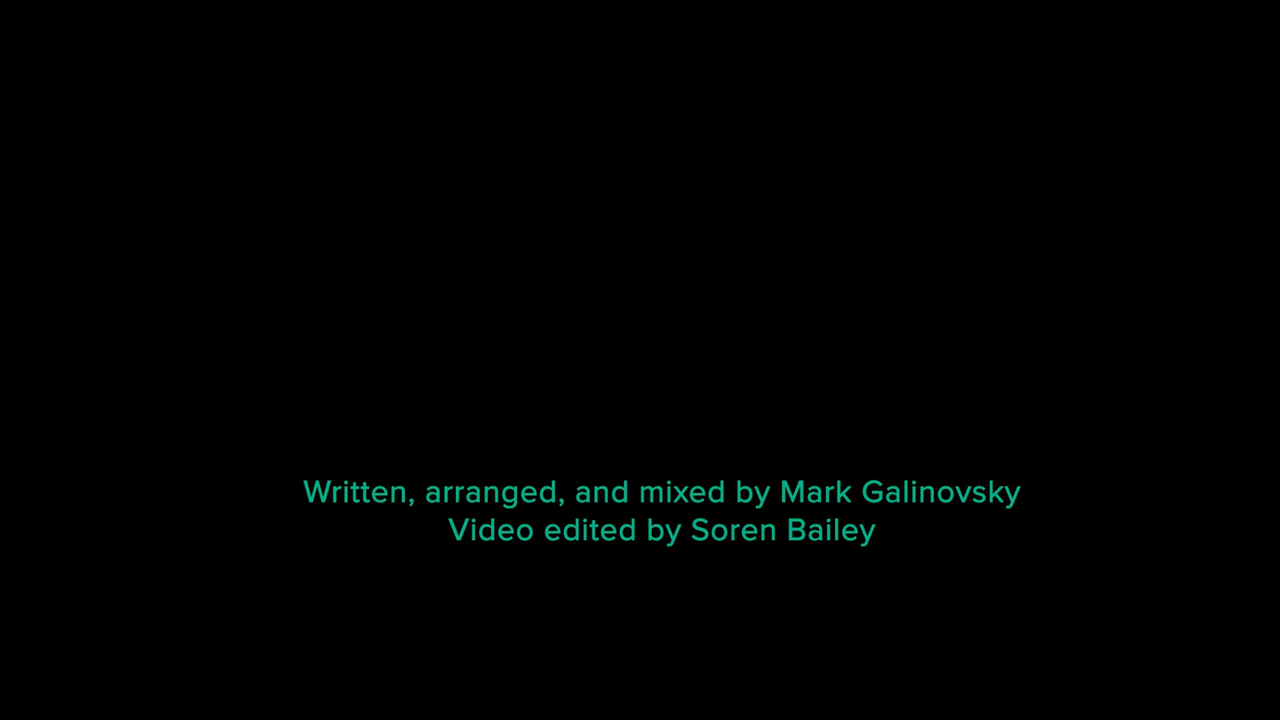 Written, arranged, and mixed by Mark Galinovsky
Video edited by Soren Bailey